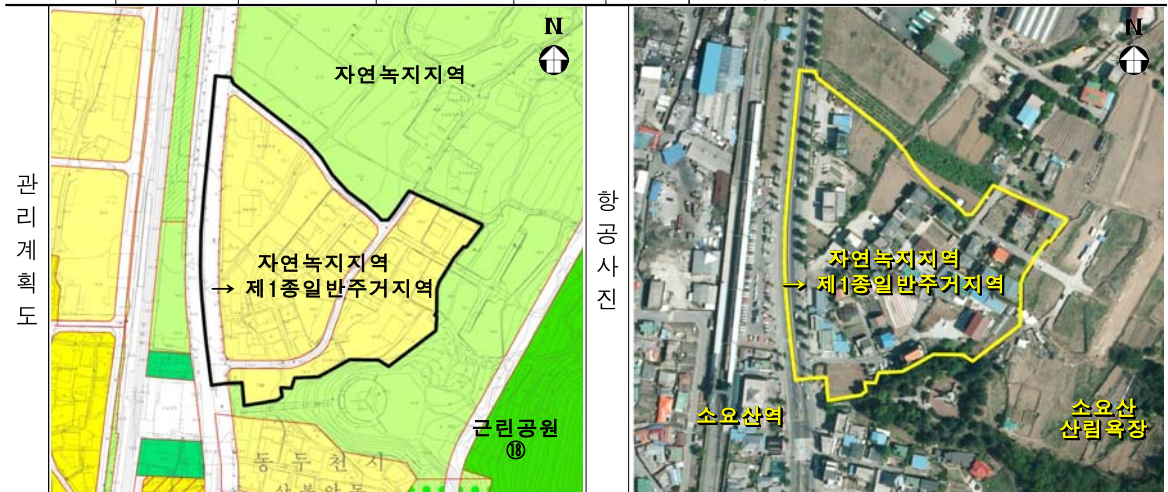 관리계획도
N
자연녹지지역
자연녹지지역
→ 제1종일반주거지역
근린공원
⑱
동두천시
항공사진
N
자연녹지지역
→ 제1종일반주거지역
소요산역
소요산
산림욕장